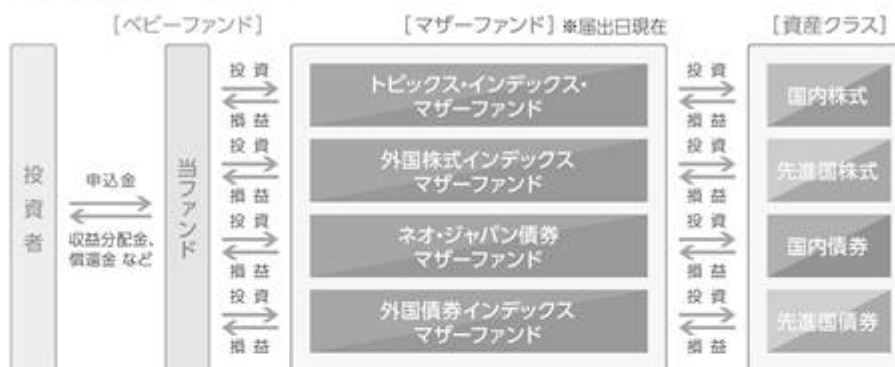 ［ベビーファンド］
［マザーファンド］※届出日現在
［資産クラス］
投資者
申込金
収益分配金、
償還金 など
当ファンド
投資
損益
トピックス・インデックス・
マザーファンド
投資
損益
国内株式
投資
損益
外国株式インデックス
マザーファンド
投資
損益
先進国株式
投資
損益
ネオ・ジャパン債券
マザーファンド
投資
損益
国内債券
投資
損益
外国債券インデックス
マザーファンド
投資
損益
先進国債券